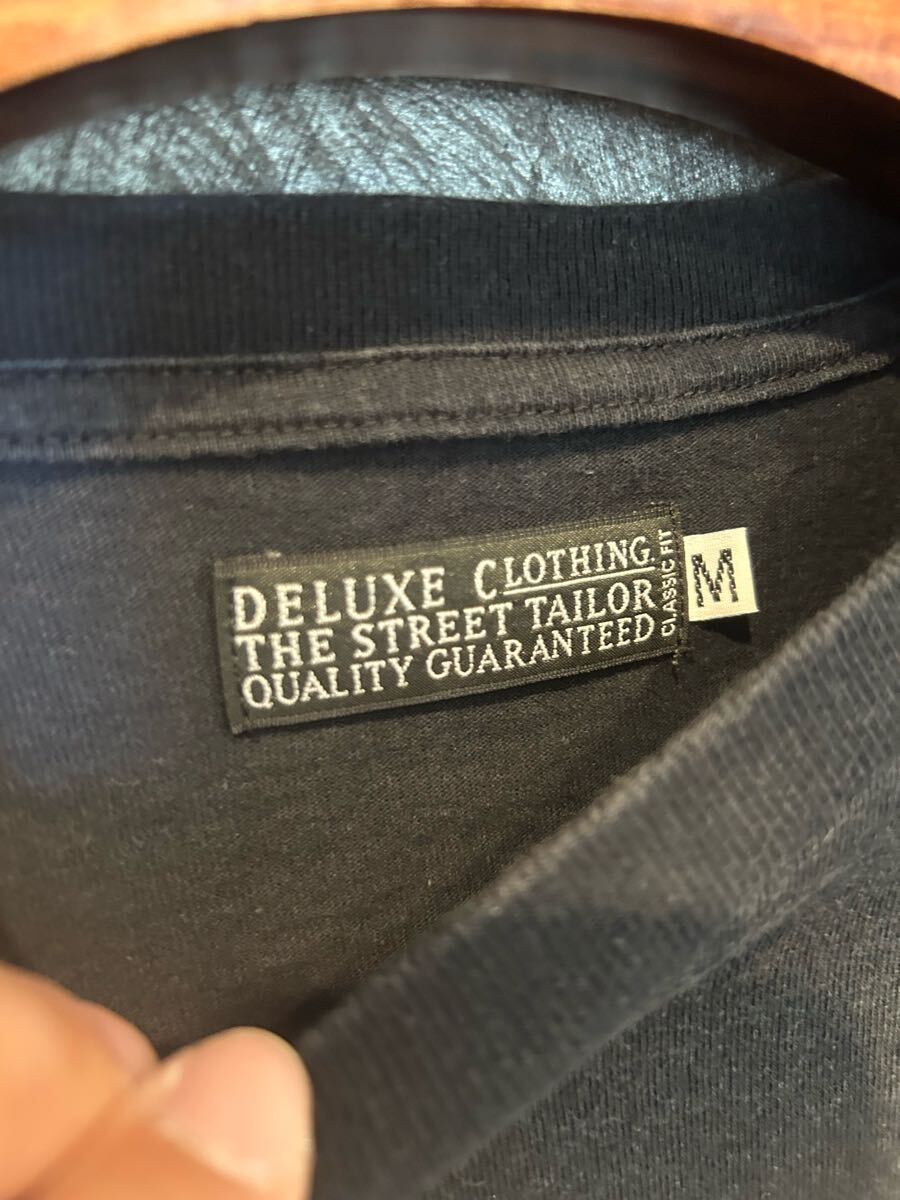 DELUXE CLOTHING
THE STREET TAILOR
QUALITY GUARANTEED
CLASSIC FIT
M